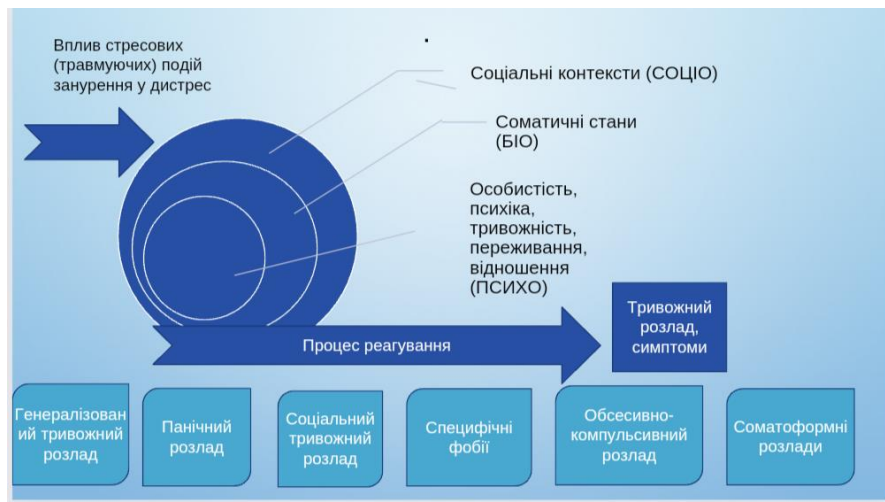 Вплив стресових
(травмуючих) подій
занурення у дистрес
.
Соціальні контексти (СОЦІО)
Соматичні стани
(БІО)
Особистість,
психіка,
тривожність,
переживання,
відношення
(ПСИХО)
Процес реагування
Тривожний
розлад,
симптоми
Генералізован
ий тривожний
розлад
Панічний
розлад
Соціальний
тривожний
розлад
Специфічні
фобії
Обсесивно-
компульсивний
розлад
Соматоформні
розлади